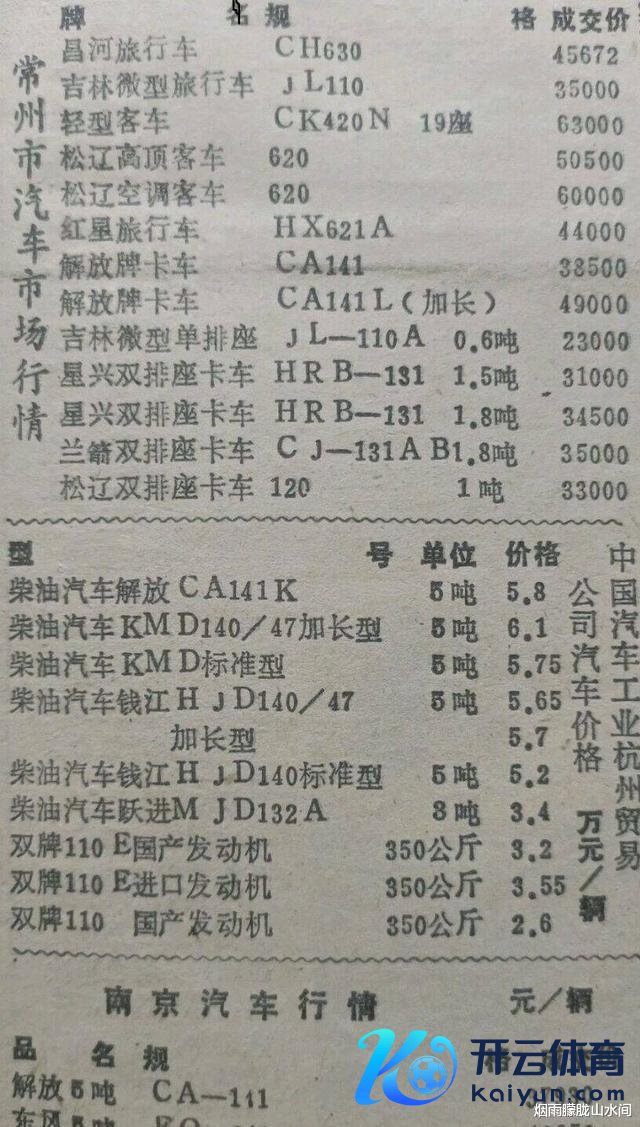 牌 名 规 格 成交价
常州市汽车市场行情
昌河旅行车 CH630 45672
吉林微型旅行车 JL110 35000
轻型客车 CK420N 19座 63000
松辽高顶客车 620 50500
松辽空调客车 620 60000
红星旅行车 HX621A 44000
解放牌卡车 CA141 38500
解放牌卡车 CA141L(加长) 49000
吉林微型单排座 JL—110A 0.6吨 23000
星兴双排座卡车 HRB—131 1.5吨 31000
星兴双排座卡车 HRB—131 1.8吨 34500
兰箭双排座卡车 CJ—131AB1.8吨 35000
松辽双排座卡车 120 1吨 33000
型 号 单位 价格
中国汽车工业杭州贸易
公司汽车价格 万元/辆
柴油汽车解放CA141K 5吨 5.8
柴油汽车KMD140/47加长型 5吨 6.1
柴油汽车KMD标准型 5吨 5.75
柴油汽车钱江HJD140/47 5吨 5.65
加长型 5.7
柴油汽车钱江HJD140标准型 5吨 5.2
柴油汽车跃进MJD132A 3吨 3.4
双牌110E国产发动机 350公斤 3.2
双牌110E进口发动机 350公斤 3.55
双牌110 国产发动机 350公斤 2.6
南京汽车行情 元/辆
品 名 规 格
解放5吨 CA—141
东风5吨 EQ
开云体育
Kaiyun.com
烟雨朦胧山水间